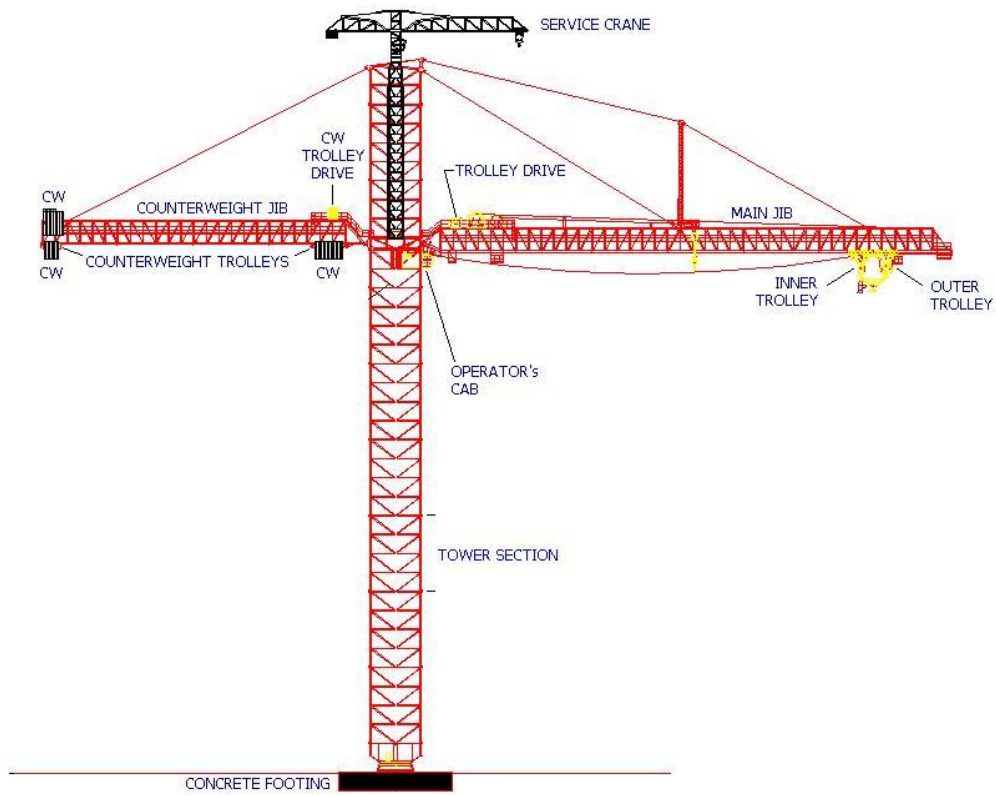 SERVICE CRANE
CW
TROLLEY
DRIVE
TROLLEY DRIVE
CW
COUNTERWEIGHT JIB
MAIN JIB
COUNTERWEIGHT TROLLEYS
CW
CW
INNER
TROLLEY
OUTER
TROLLEY
OPERATOR's
CAB
TOWER SECTION
CONCRETE FOOTING